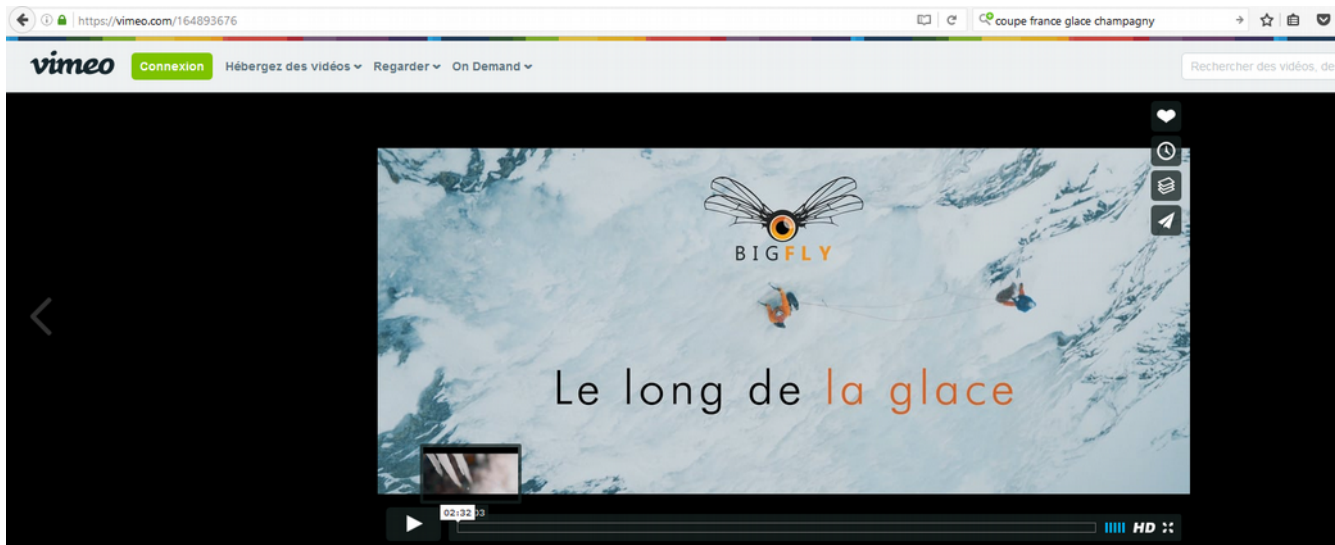 https://vimeo.com/164893676
coupe france glace champagny
vimeo
Connexion
Hébergez des vidéos
Regarder
On Demand
Rechercher des vidéos, de
BIGFLY
Le long de la glace
02:32
03
HD